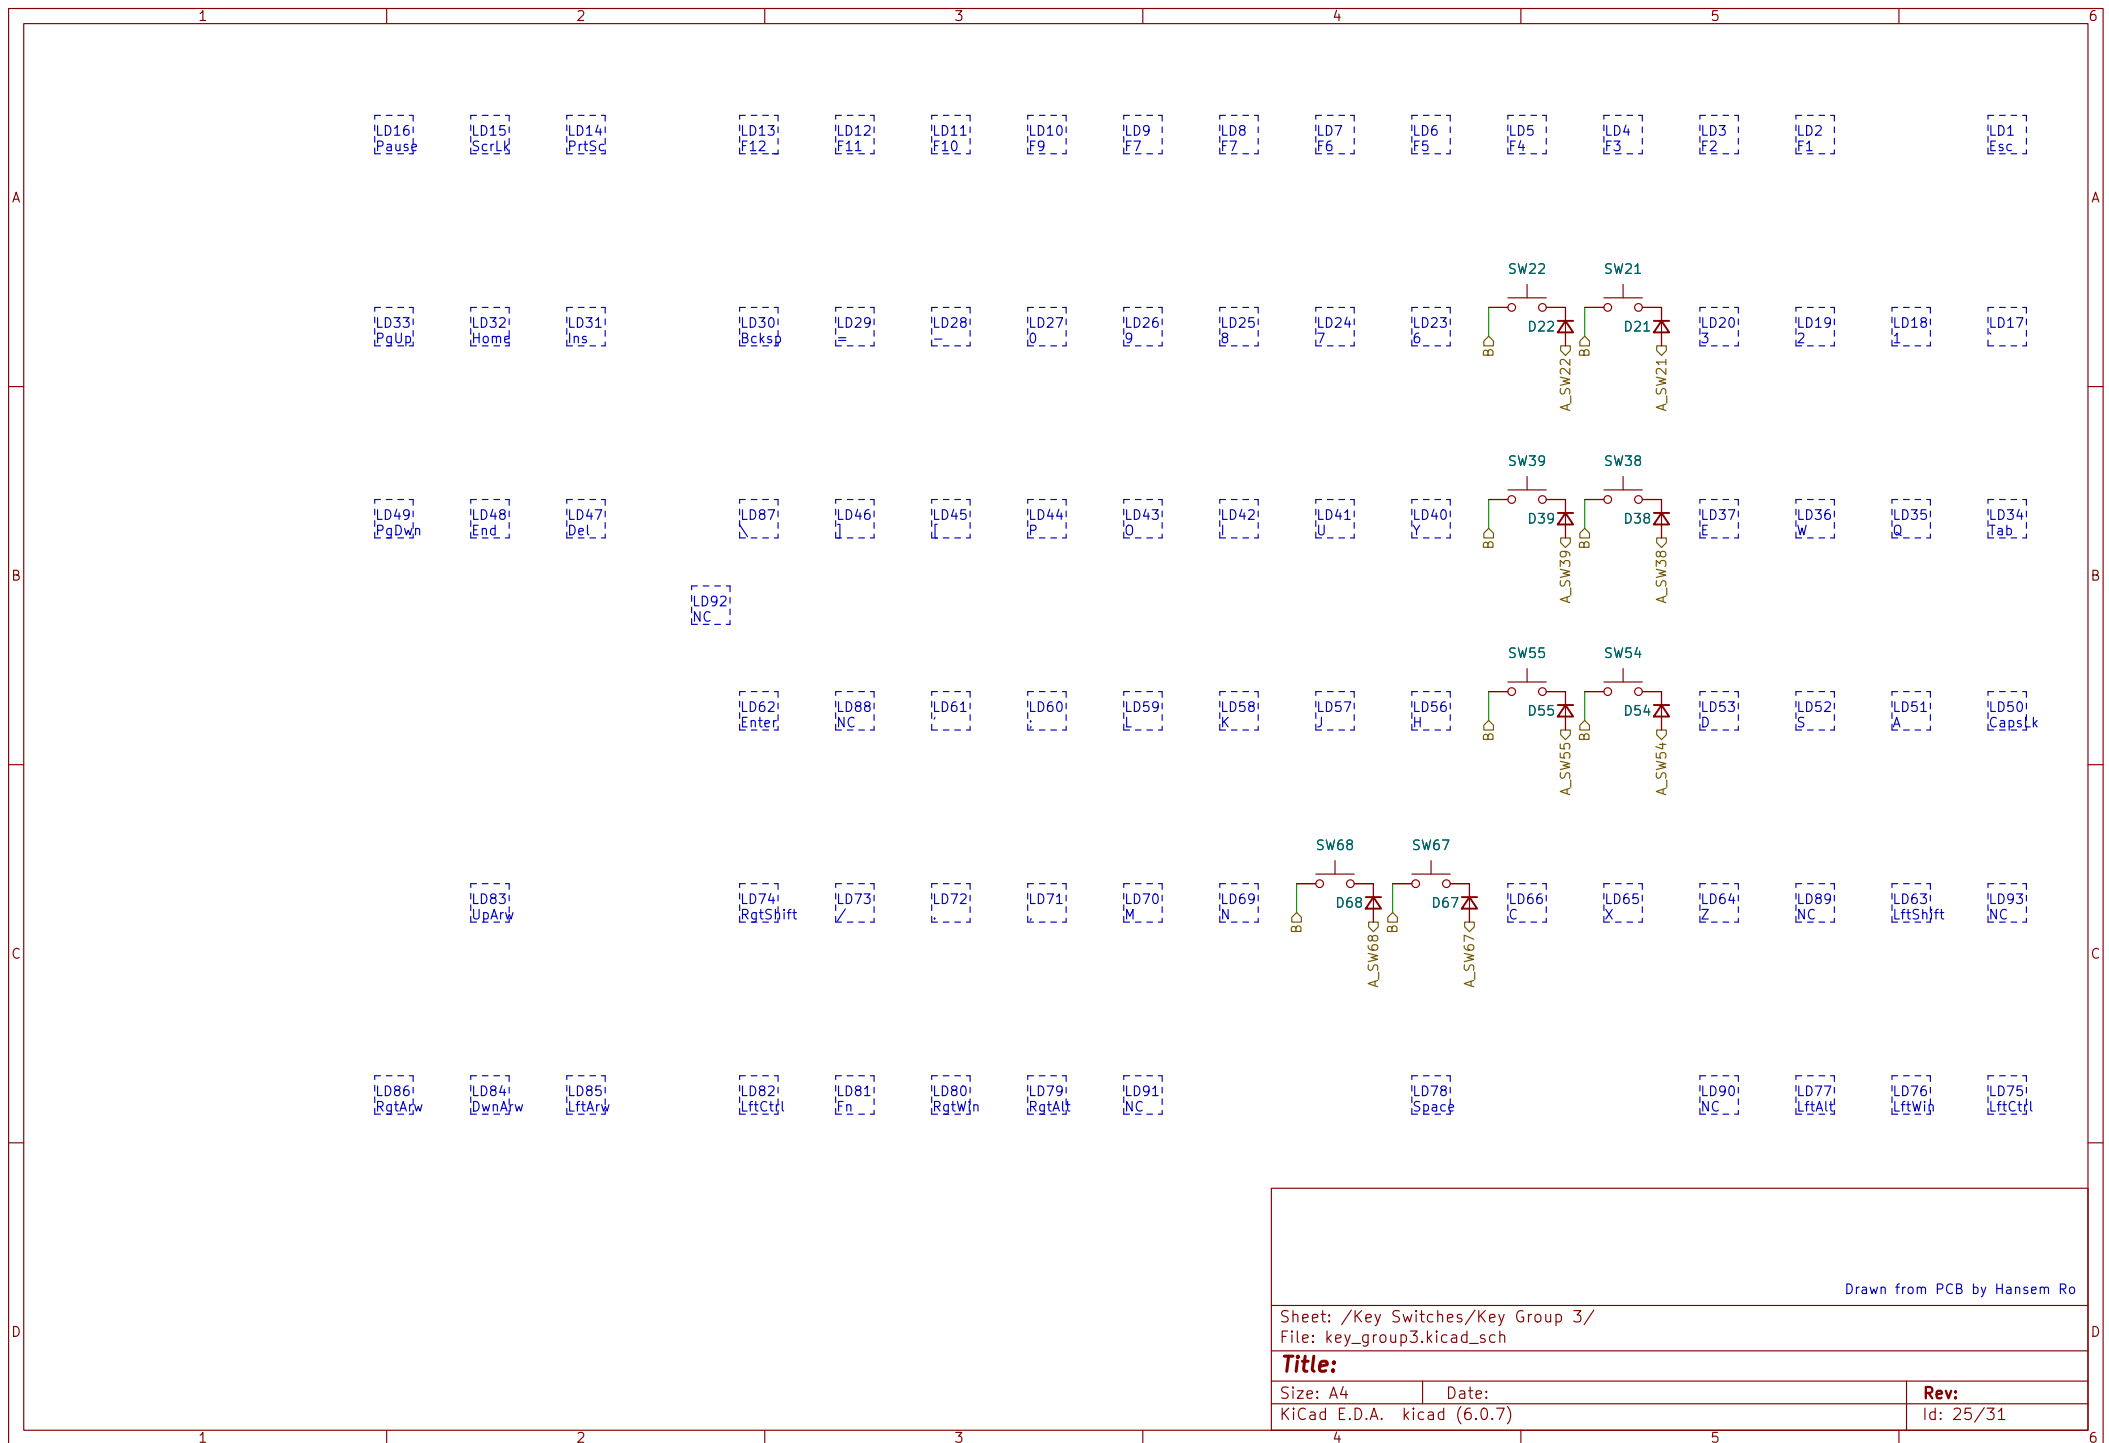 1 2 3 4 5 6
LD16 LD15 LD14 LD13 LD12 LD11 LD10 LD9 LD8 LD7 LD6 LD5 LD4 LD3 LD2 LD1
Pause ScrLk PrtSc F12 F11 F10 F9 F7 F7 F6 F5 F4 F3 F2 F1 Esc
A A
SW22 SW21
LD33 LD32 LD31 LD30 LD29 LD28 LD27 LD26 LD25 LD24 LD23 D22 D21 LD20 LD19 LD18 LD17
PgUp Home Ins Bcksp = - 0 9 8 7 6 3 2 1 `
B B
A_SW22 A_SW21
SW39 SW38
LD49 LD48 LD47 LD87 LD46 LD45 LD44 LD43 LD42 LD41 LD40 D39 D38 LD37 LD36 LD35 LD34
PgDwn End Del \ ] [ P O I U Y E W Q Tab
B B
A_SW39 A_SW38
B B
LD92
NC
SW55 SW54
LD62 LD88 LD61 LD60 LD59 LD58 LD57 LD56 D55 D54 LD53 LD52 LD51 LD50
Enter NC ' ; L K J H D S A CapsLk
B B
A_SW55 A_SW54
SW68 SW67
LD83 LD74 LD73 LD72 LD71 LD70 LD69 D68 D67 LD66 LD65 LD64 LD89 LD63 LD93
UpArw RgtShift / . , M N C X Z NC LftShift NC
B B
A_SW68 A_SW67
C C
LD86 LD84 LD85 LD82 LD81 LD80 LD79 LD91 LD78 LD90 LD77 LD76 LD75
RgtArw DwnArw LftArw LftCtrl Fn RgtWin RgtAlt NC Space NC LftAlt LftWin LftCtrl
Drawn from PCB by Hansem Ro
Sheet: /Key Switches/Key Group 3/
File: key_group3.kicad_sch
D D
Title:
Size: A4 Date: Rev:
KiCad E.D.A. kicad (6.0.7) Id: 25/31
1 2 3 4 5 6